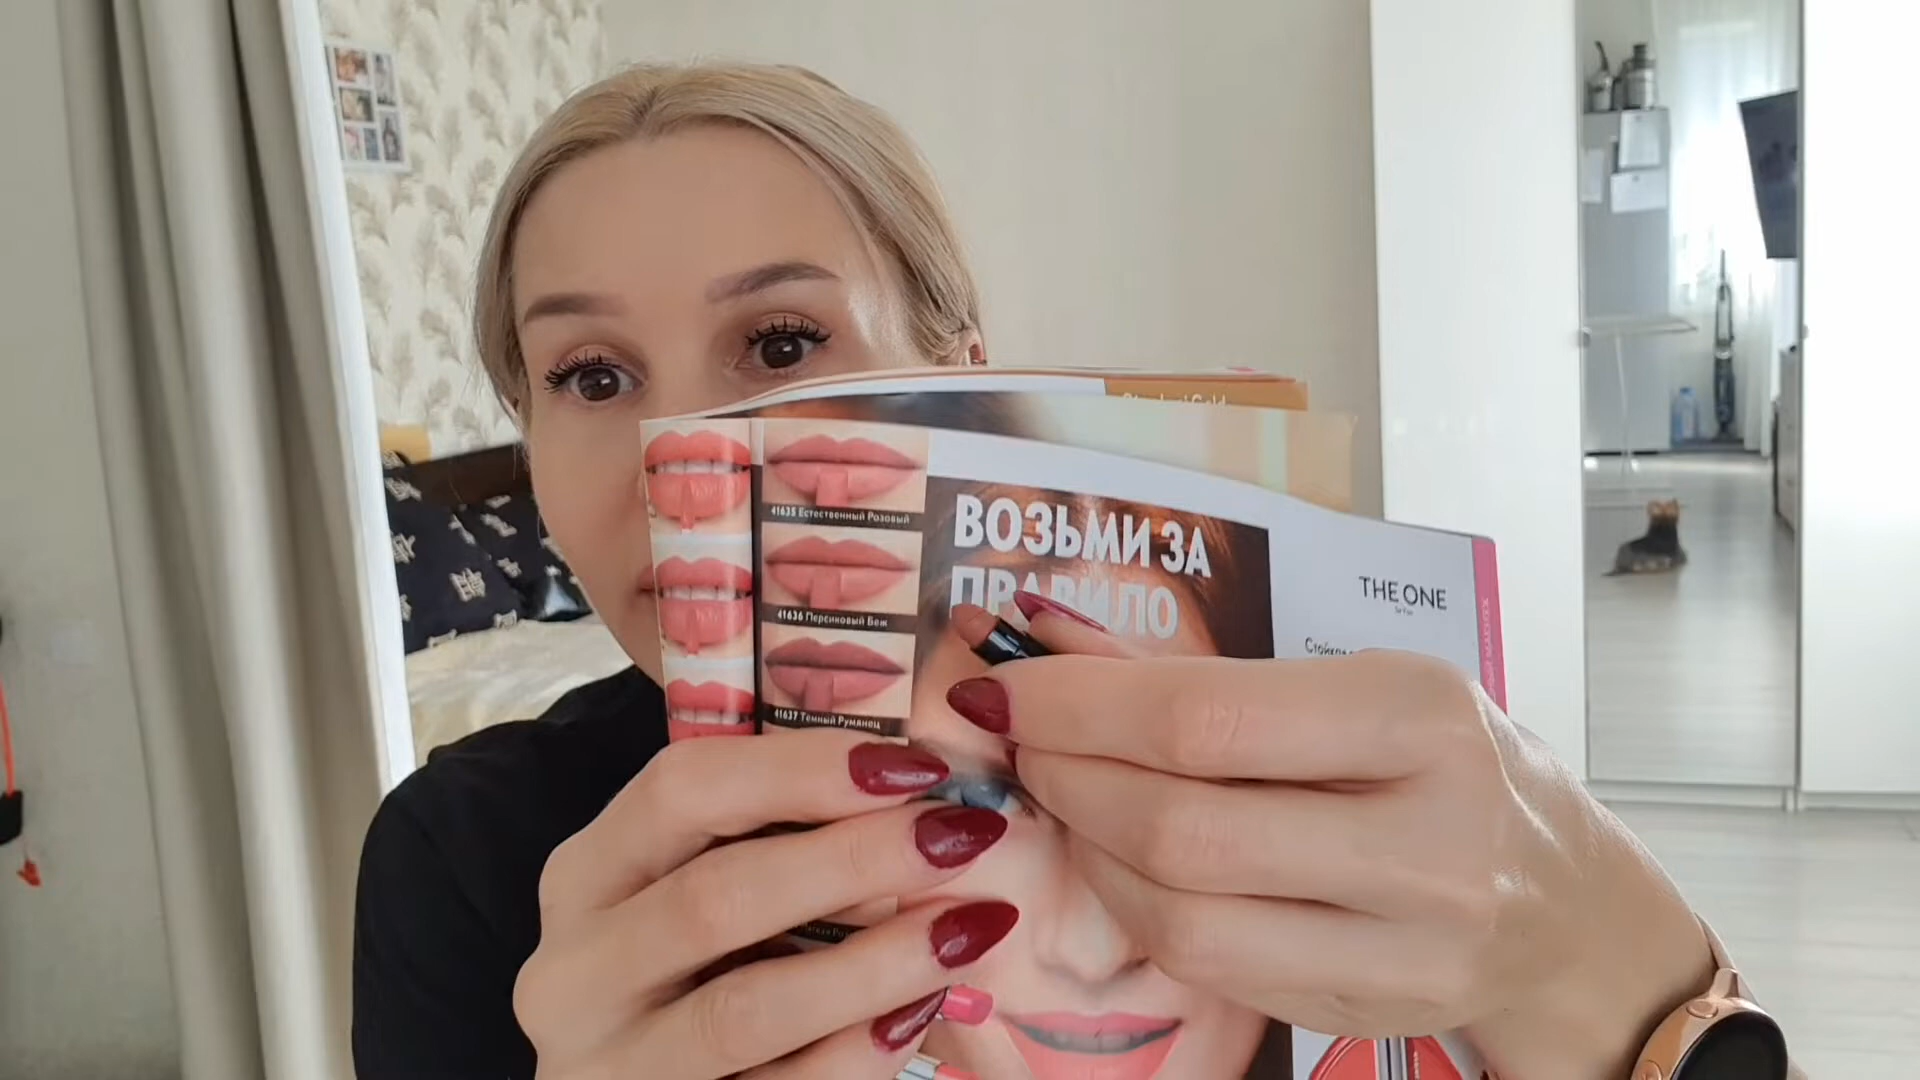 41635 Естественный Розовый
41636 Персиковый Беж
41637 Темный Румянец
ВОЗЬМИ ЗА
ПРАВИЛО
THE ONE